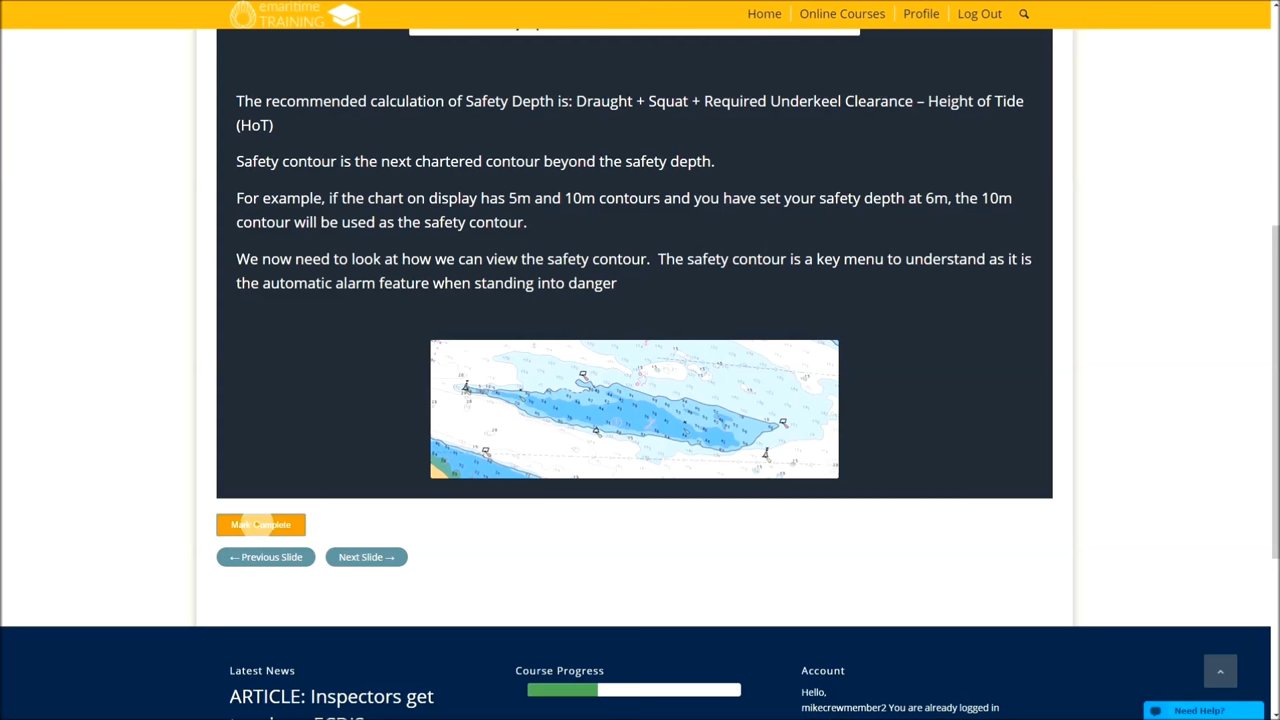 emaritime
TRAINING
Home
Online Courses
Profile
Log Out
The recommended calculation of Safety Depth is: Draught + Squat + Required Underkeel Clearance – Height of Tide
(HoT)
Safety contour is the next chartered contour beyond the safety depth.
For example, if the chart on display has 5m and 10m contours and you have set your safety depth at 6m, the 10m
contour will be used as the safety contour.
We now need to look at how we can view the safety contour.  The safety contour is a key menu to understand as it is
the automatic alarm feature when standing into danger
Mark Complete
← Previous Slide
Next Slide →
Latest News
ARTICLE: Inspectors get
Course Progress
Account
Hello,
mikecrewmember2 You are already logged in
Need Help?